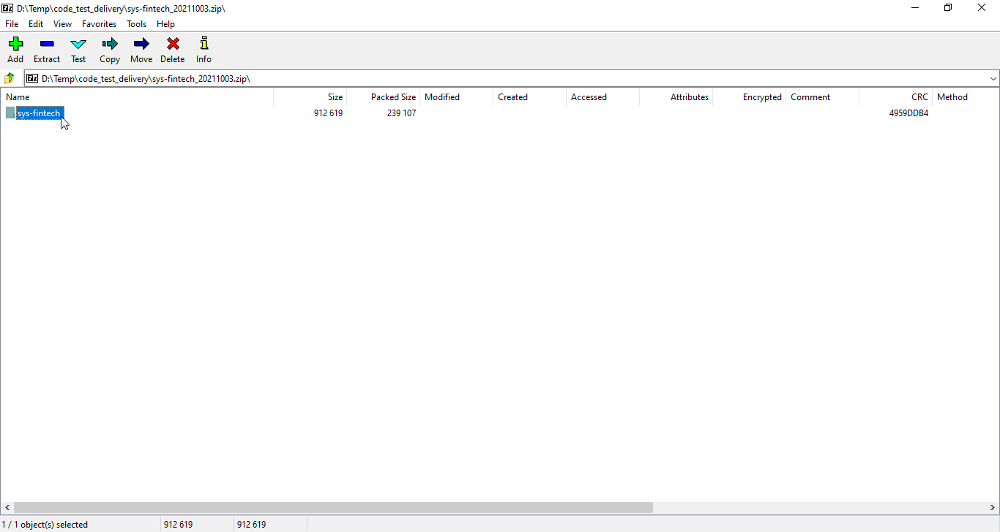 D:\Temp\code_test_delivery\sys-fintech_20211003.zip\
File Edit View Favorites Tools Help
Add Extract Test Copy Move Delete Info
D:\Temp\code_test_delivery\sys-fintech_20211003.zip\
Name Size Packed Size Modified Created Accessed Attributes Encrypted Comment CRC Method
sys-fintech 912 619 239 107 4959DDB4
1 / 1 object(s) selected 912 619 912 619